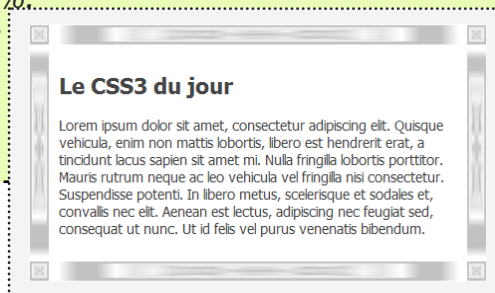 %.
Le CSS3 du jour
Lorem ipsum dolor sit amet, consectetur adipiscing elit. Quisque
vehicula, enim non mattis lobortis, libero est hendrerit erat, a
tincidunt lacus sapien sit amet mi. Nulla fringilla lobortis porttitor.
Mauris rutrum neque ac leo vehicula vel fringilla nisi consectetur.
Suspendisse potenti. In libero metus, scelerisque et sodales et,
convallis nec elit. Aenean est lectus, adipiscing nec feugiat sed,
consequat ut nunc. Ut id felis vel purus venenatis bibendum.